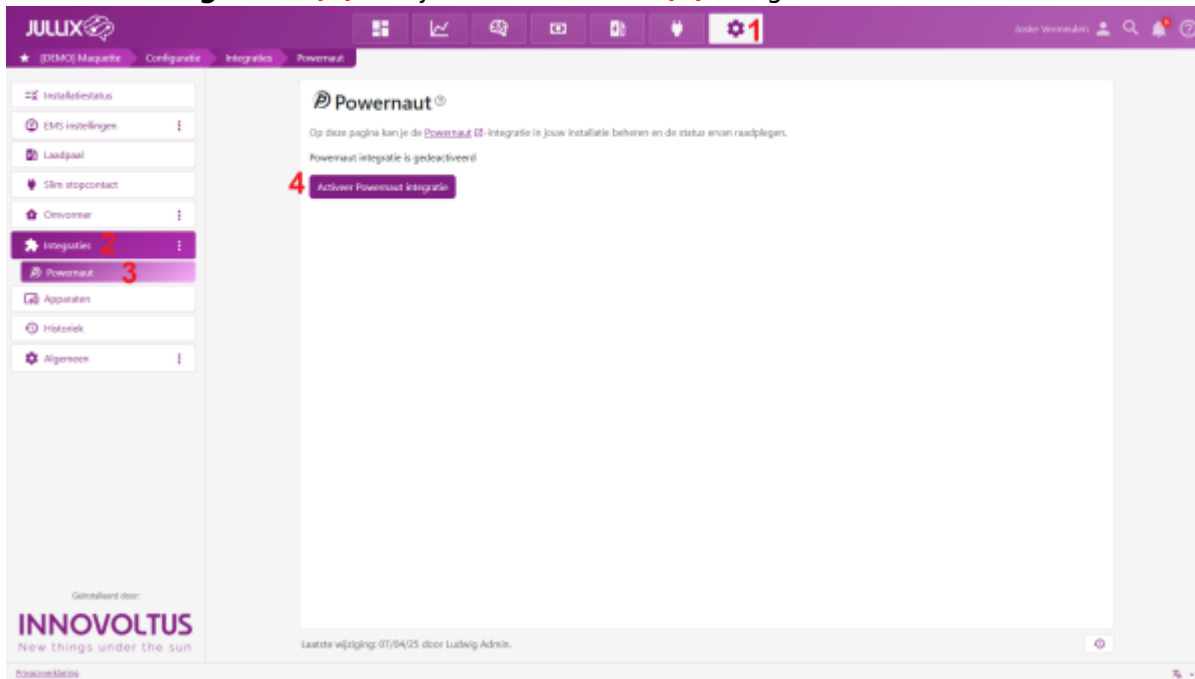 JULLIX
1
Joske Vermeulen
[DEMO] Maquette
Configuratie
Integraties
Powernaut
Installatiestatus
EMS instellingen
Laadpaal
Slim stopcontact
Omvormer
Integraties 2
Powernaut 3
Apparaten
Historiek
Algemeen
Powernaut
Op deze pagina kan je de Powernaut-integratie in jouw installatie beheren en de status ervan raadplegen.
Powernaut integratie is gedeactiveerd
4 Activeer Powernaut integratie
Geïnstalleerd door:
INNOVOLTUS
New things under the sun
Laatste wijziging: 07/04/25 door Ludwig Admin.
Privacyverklaring